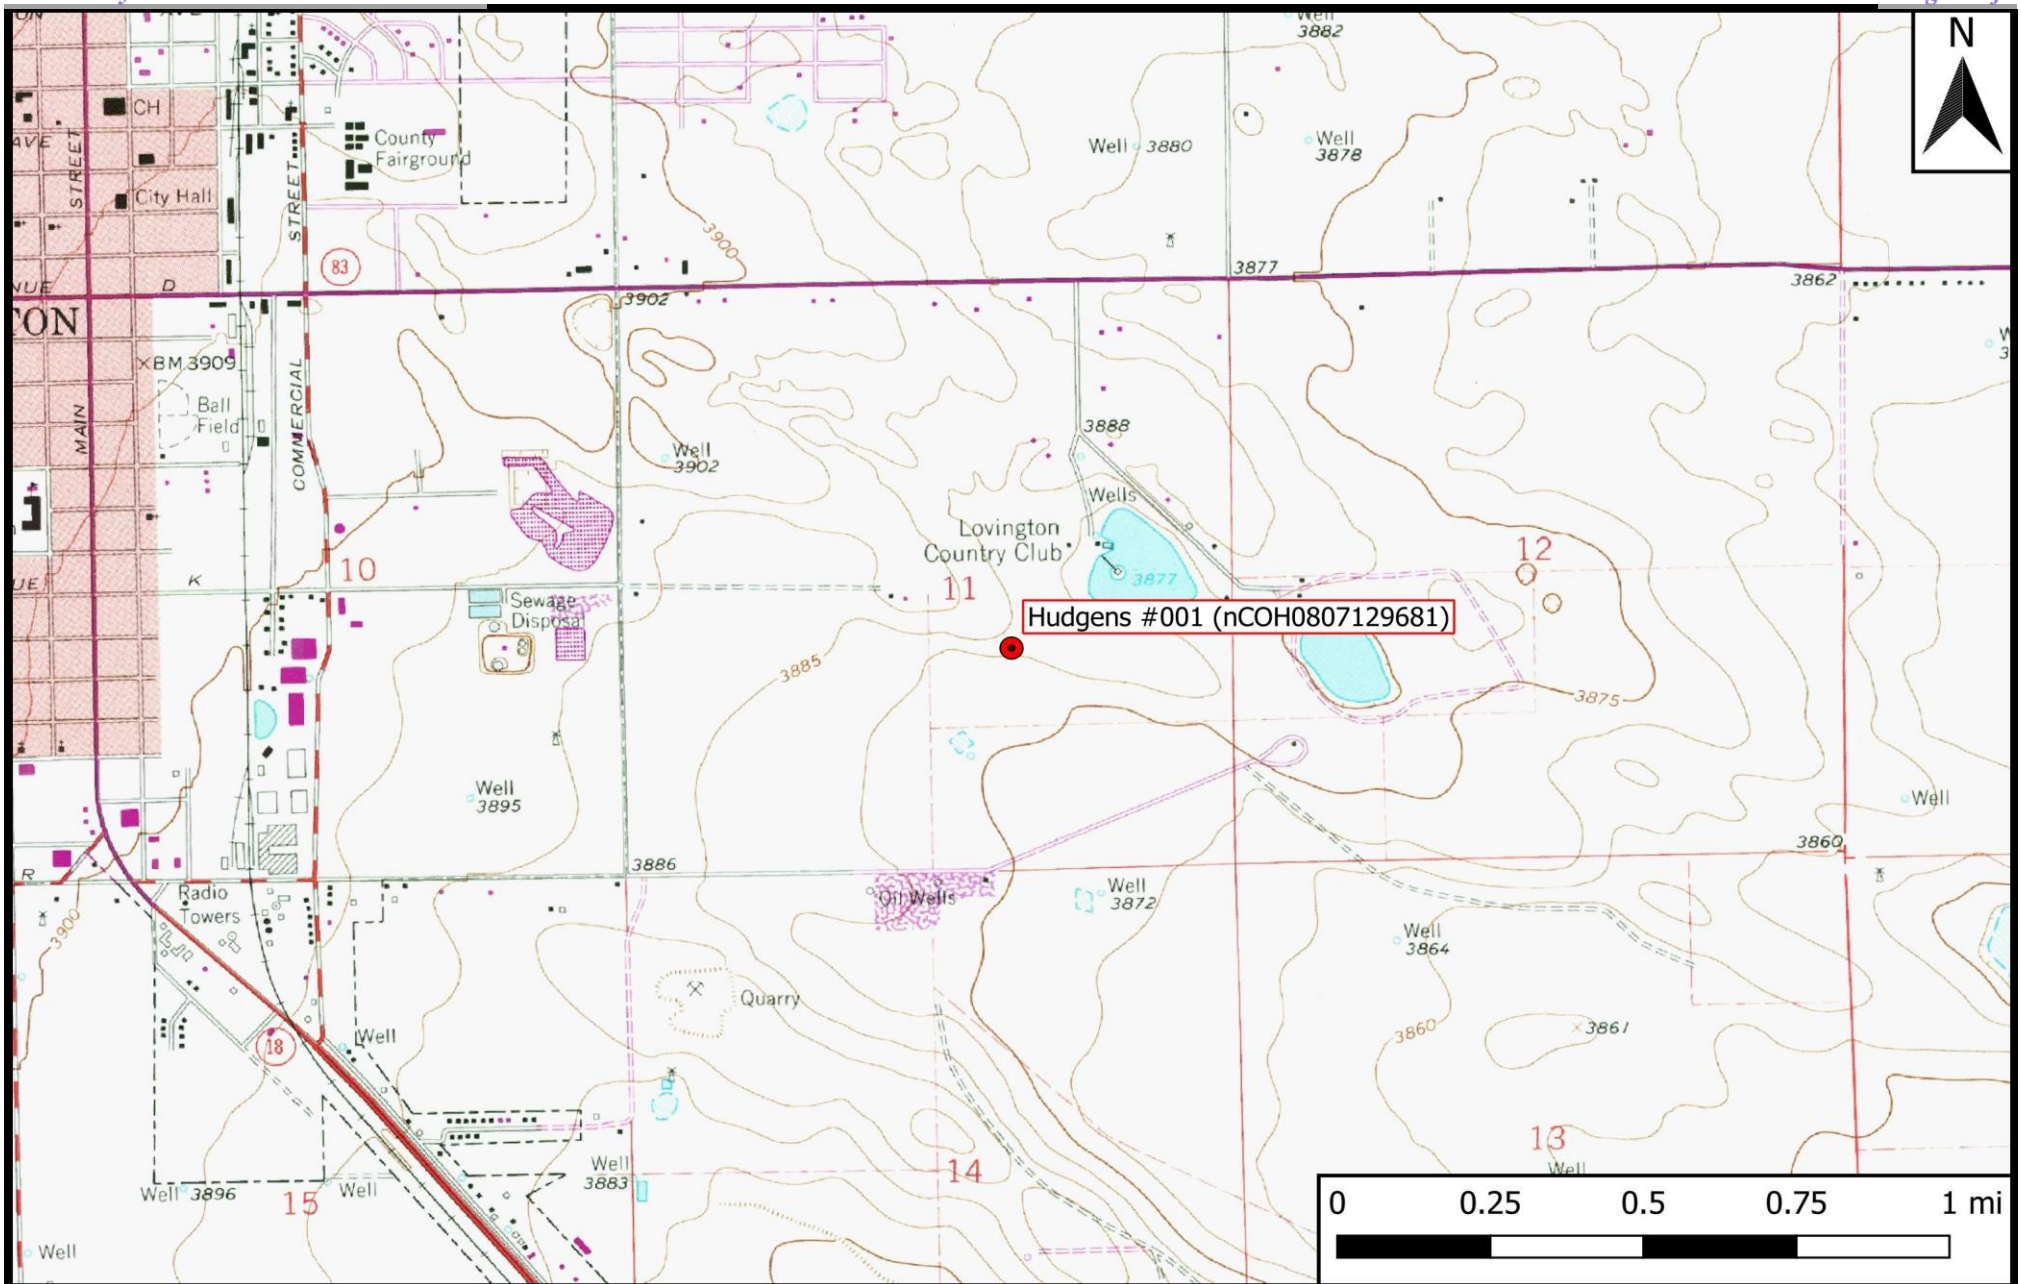 Well
3882
N
CH
AVE
STREET
County
Fairground
Well 3880
Well
3878
City Hall
STREET
3900
83
3877
3862
D
3902
TON
×BM 3909
Ball
Field
MAIN
COMMERCIAL
3888
Well
3902
Wells
Lovington
Country Club
3877
12
10
K
11
Sewage
Disposal
Hudgens #001 (nCOH0807129681)
3885
3875
Well
3895
Well
3860
3886
R
Radio
Towers
Oil Wells
Well
3872
3900
Well
3864
Quarry
3860
×3861
Well
18
13
Well
14
Well
3883
Well 3896
15
Well
Well
0 0.25 0.5 0.75 1 mi